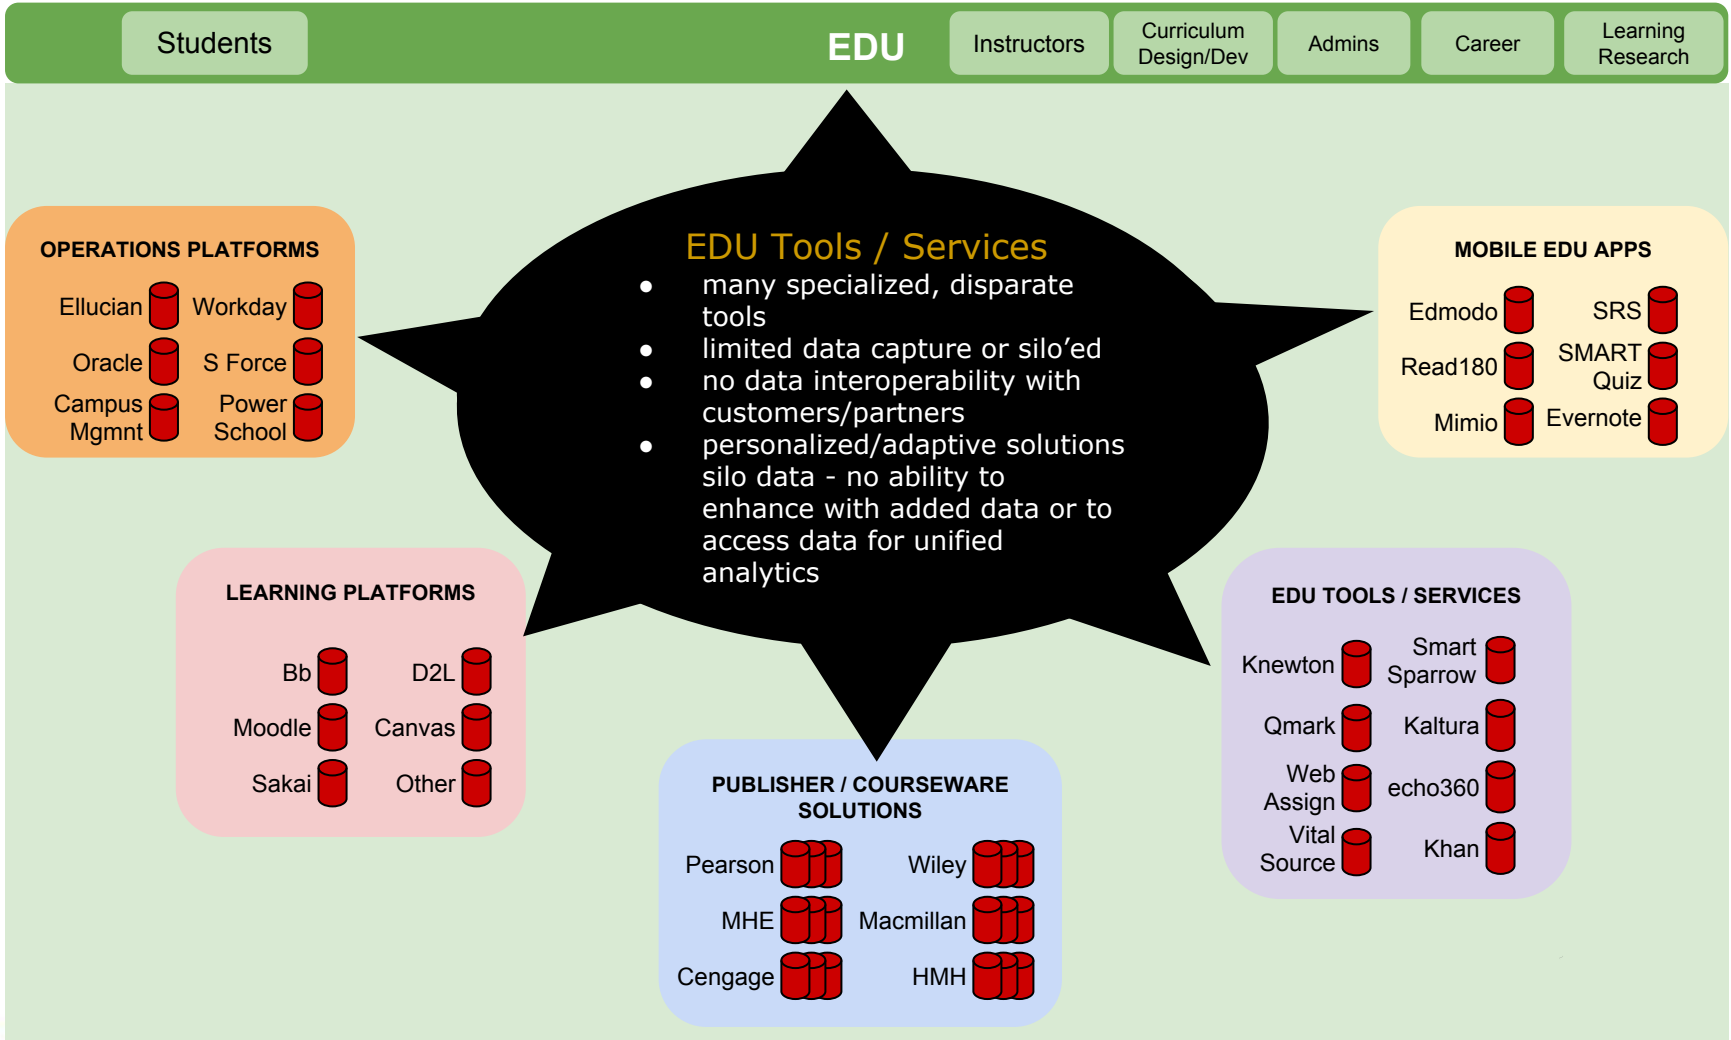 Students
EDU
Instructors
Curriculum
Design/Dev
Admins
Career
Learning
Research
EDU Tools / Services
● many specialized, disparate
tools
● limited data capture or silo’ed
● no data interoperability with
customers/partners
● personalized/adaptive solutions
silo data - no ability to
enhance with added data or to
access data for unified
analytics
OPERATIONS PLATFORMS
Ellucian
Workday
Oracle
S Force
Campus
Mgmnt
Power
School
MOBILE EDU APPS
Edmodo
SRS
Read180
SMART
Quiz
Mimio
Evernote
LEARNING PLATFORMS
Bb
D2L
Moodle
Canvas
Sakai
Other
EDU TOOLS / SERVICES
Knewton
Smart
Sparrow
Qmark
Kaltura
Web
Assign
echo360
Vital
Source
Khan
PUBLISHER / COURSEWARE
SOLUTIONS
Pearson
Wiley
MHE
Macmillan
Cengage
HMH